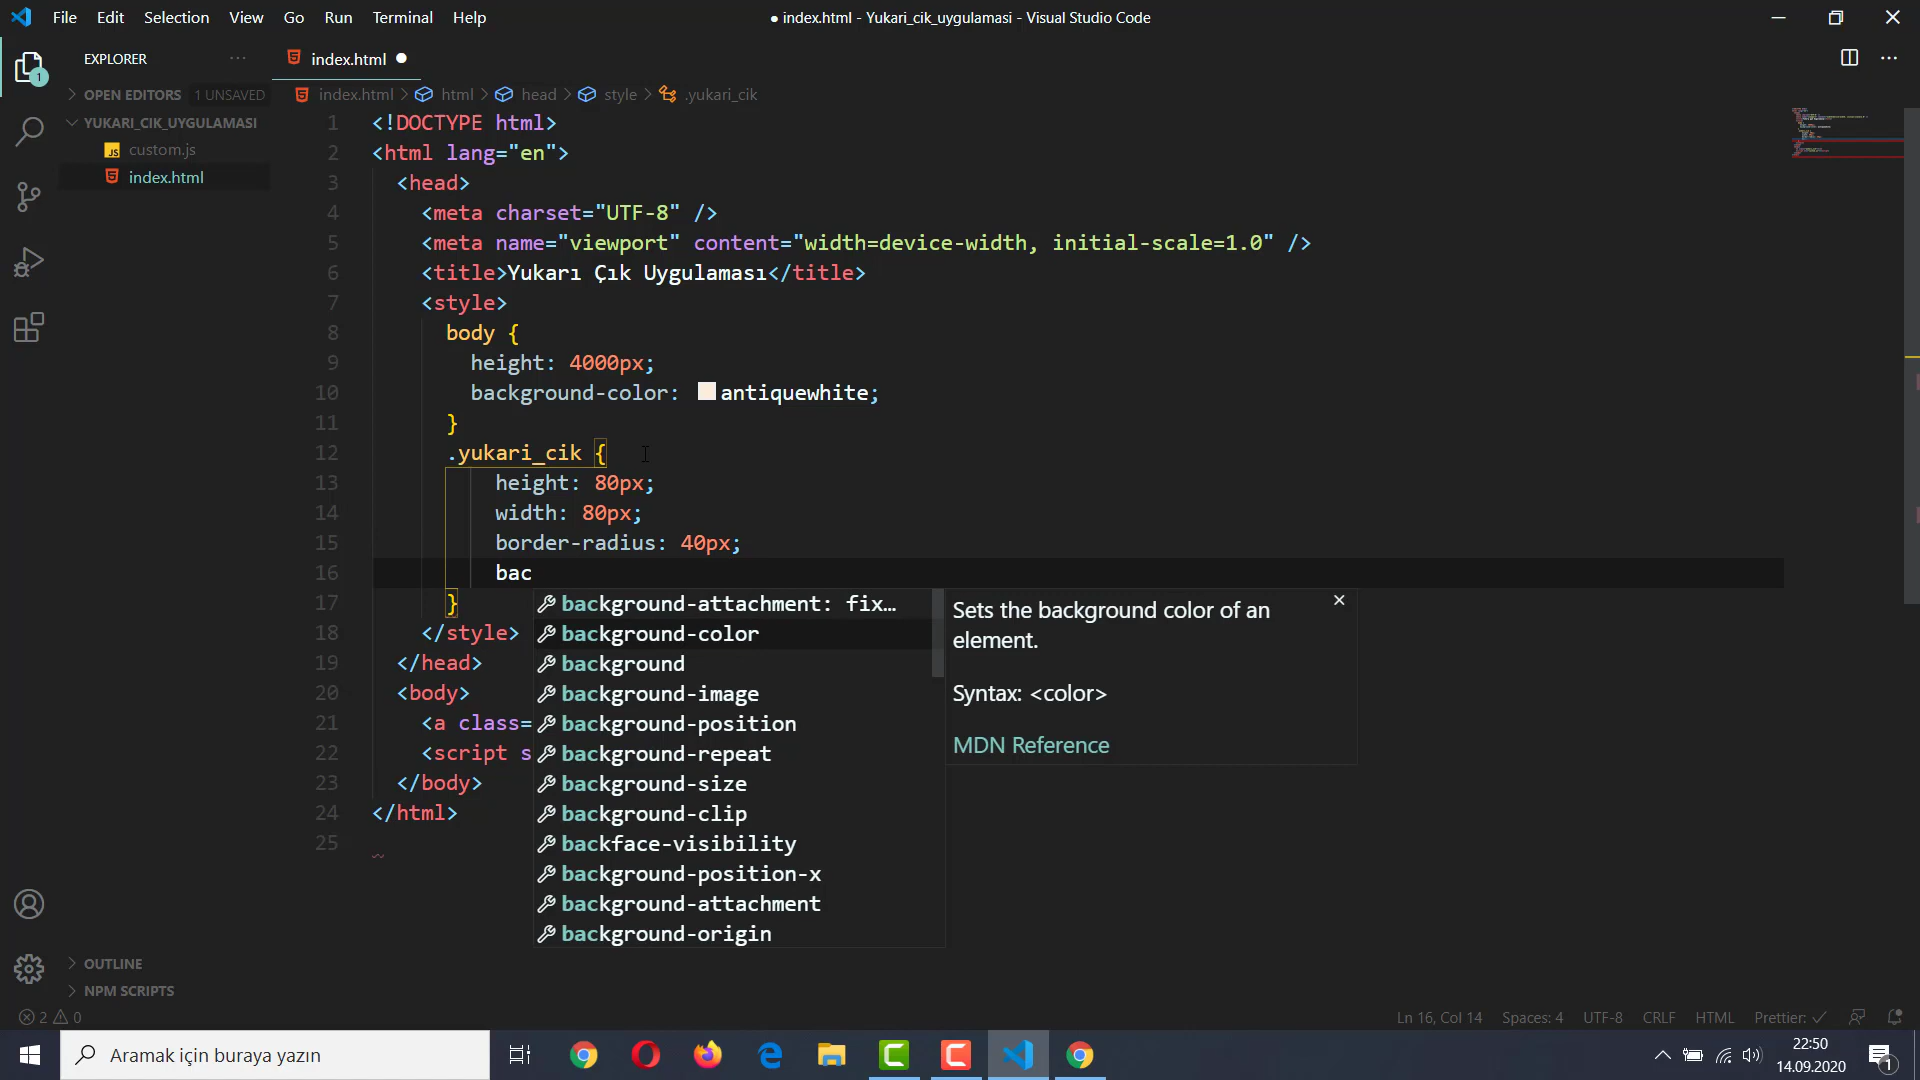 File Edit Selection View Go Run Terminal Help
● index.html - Yukari_cik_uygulamasi - Visual Studio Code
EXPLORER
index.html
OPEN EDITORS 1 UNSAVED
index.html > html > head > style > .yukari_cik
YUKARI_CIK_UYGULAMASI
custom.js
index.html
1 <!DOCTYPE html>
2 <html lang="en">
3 <head>
4 <meta charset="UTF-8" />
5 <meta name="viewport" content="width=device-width, initial-scale=1.0" />
6 <title>Yukarı Çık Uygulaması</title>
7 <style>
8 body {
9 height: 4000px;
10 background-color: antiquewhite;
11 }
12 .yukari_cik {
13 height: 80px;
14 width: 80px;
15 border-radius: 40px;
16 bac
17 }
18 </style>
19 </head>
20 <body>
21 <a class=
22 <script s
23 </body>
24 </html>
25
background-attachment: fix…
background-color
background
background-image
background-position
background-repeat
background-size
background-clip
backface-visibility
background-position-x
background-attachment
background-origin
Sets the background color of an
element.
Syntax: <color>
MDN Reference
OUTLINE
NPM SCRIPTS
2 0
Ln 16, Col 14 Spaces: 4 UTF-8 CRLF HTML Prettier: ✓
Aramak için buraya yazın
22:50
14.09.2020
1